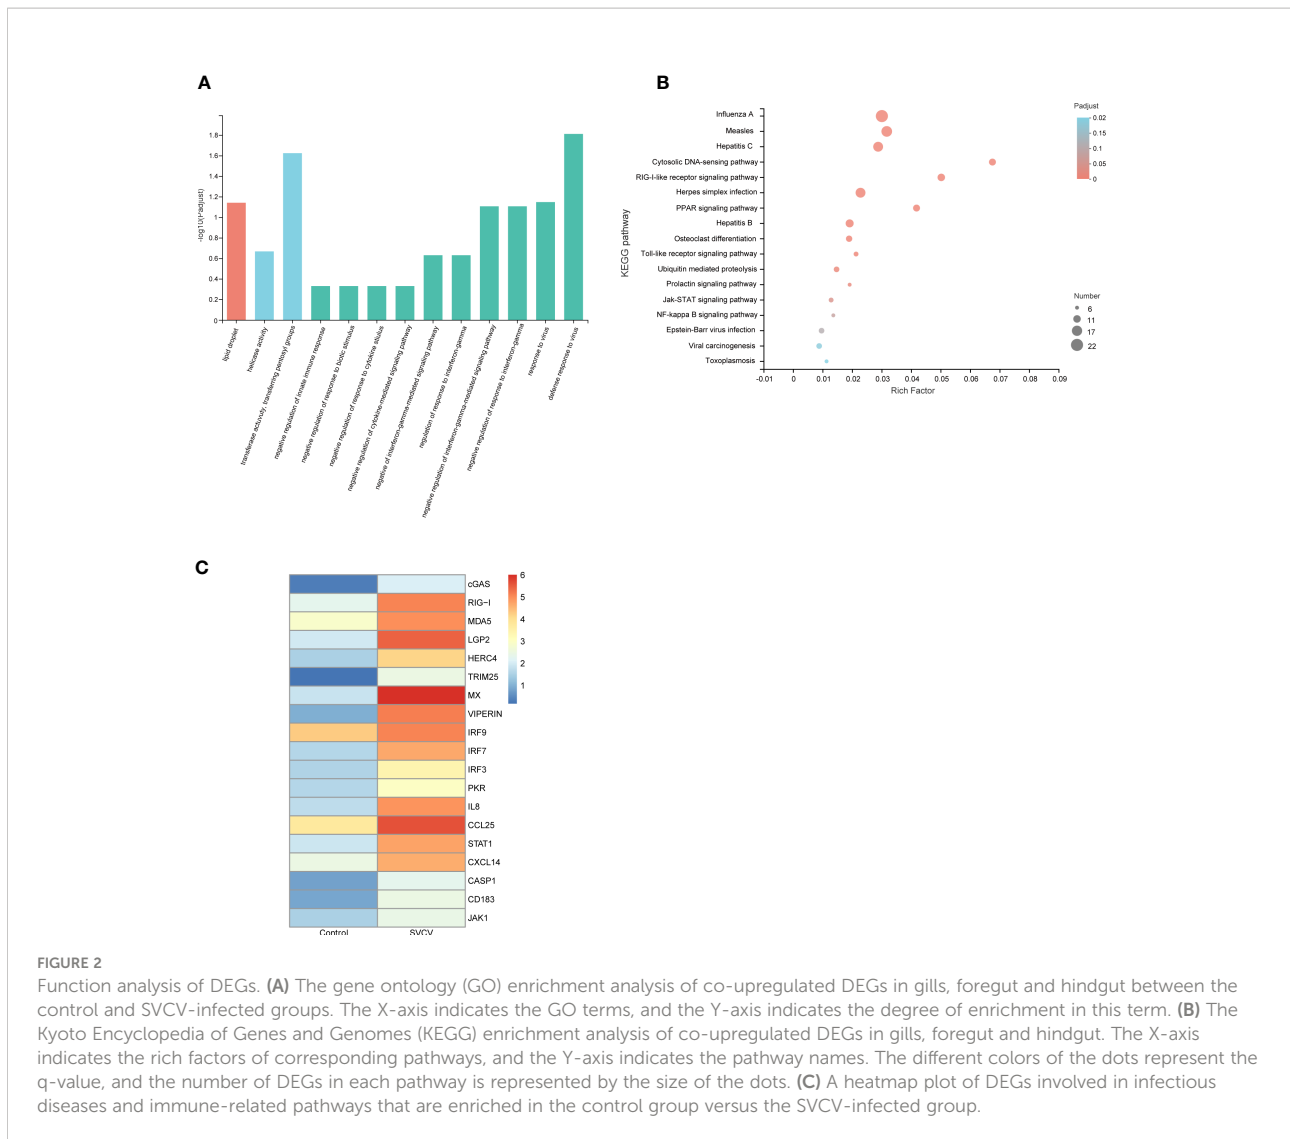 A
-log10(Padjust)
1.8
1.6
1.4
1.2
1
0.8
0.6
0.4
0.2
0
lipid droplet
helicase activity
transferase actuvuty, transferring pentosyl groups
negative regulation of innate immune response
negative regulation of response to biotic stimulus
negative regulation of response to cytokine silulus
negative regulation of cytokine-mediated signaling pathway
negative of interferon-gamma-mediated signaling pathway
regulation of response to interferon-gamma
negative regulation of interferon-gamma-mediated signaling pathway
negative regulation of response to interferon-gamma
response to virus
defense response to virus
B
KEGG pathway
Influenza A
Measles
Hepatitis C
Cytosolic DNA-sensing pathway
RIG-I-like receptor signaling pathway
Herpes simplex infection
PPAR signaling pathway
Hepatitis B
Osteoclast differentiation
Toll-like receptor signaling pathway
Ubiquitin mediated proteolysis
Prolactin signaling pathway
Jak-STAT signaling pathway
NF-kappa B signaling pathway
Epstein-Barr virus infection
Viral carcinogenesis
Toxoplasmosis
-0.01 0 0.01 0.02 0.03 0.04 0.05 0.06 0.07 0.08 0.09
Rich Factor
Padjust
0.02
0.15
0.1
0.05
0
Number
6
11
17
22
C
cGAS
RIG-I
MDA5
LGP2
HERC4
TRIM25
MX
VIPERIN
IRF9
IRF7
IRF3
PKR
IL8
CCL25
STAT1
CXCL14
CASP1
CD183
JAK1
Control SVCV
6
5
4
3
2
1
FIGURE 2
Function analysis of DEGs. (A) The gene ontology (GO) enrichment analysis of co-upregulated DEGs in gills, foregut and hindgut between the
control and SVCV-infected groups. The X-axis indicates the GO terms, and the Y-axis indicates the degree of enrichment in this term. (B) The
Kyoto Encyclopedia of Genes and Genomes (KEGG) enrichment analysis of co-upregulated DEGs in gills, foregut and hindgut. The X-axis
indicates the rich factors of corresponding pathways, and the Y-axis indicates the pathway names. The different colors of the dots represent the
q-value, and the number of DEGs in each pathway is represented by the size of the dots. (C) A heatmap plot of DEGs involved in infectious
diseases and immune-related pathways that are enriched in the control group versus the SVCV-infected group.